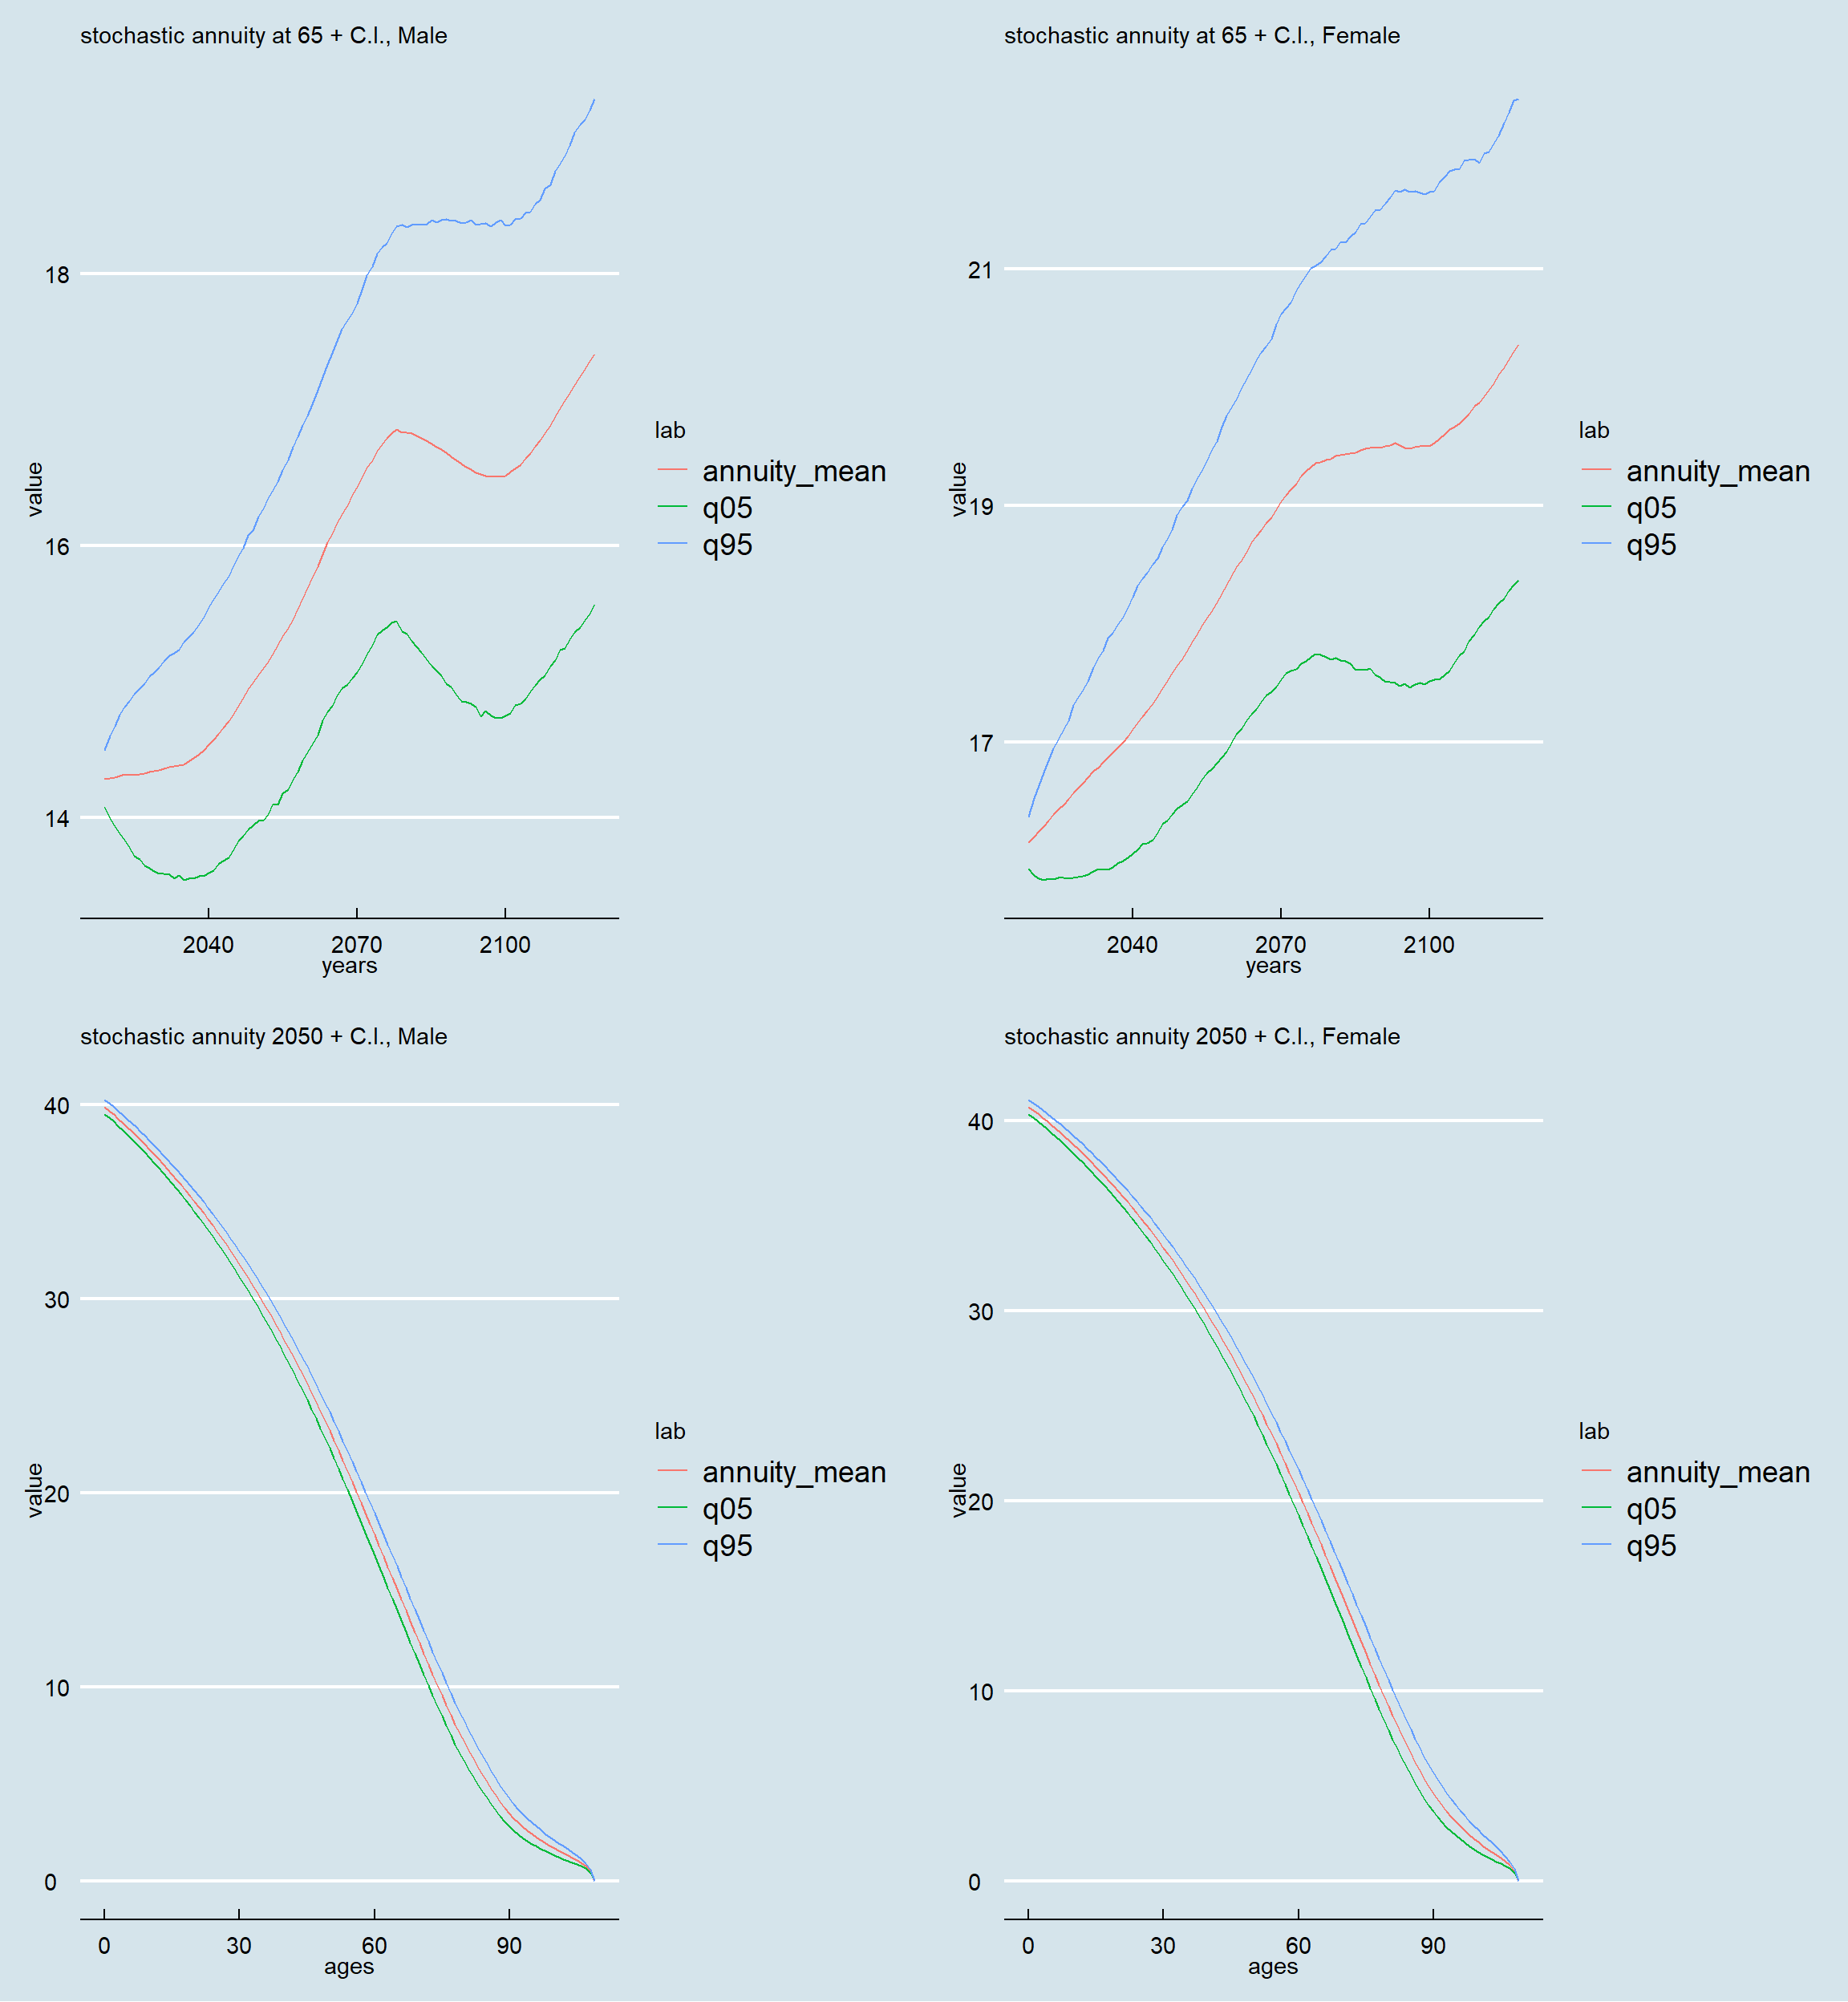 stochastic annuity at 65 + C.I., Male
value
18
16
14
2040 2070 2100
years
lab
annuity_mean
q05
q95
stochastic annuity at 65 + C.I., Female
value
21
19
17
2040 2070 2100
years
lab
annuity_mean
q05
q95
stochastic annuity 2050 + C.I., Male
value
40
30
20
10
0
0 30 60 90
ages
lab
annuity_mean
q05
q95
stochastic annuity 2050 + C.I., Female
value
40
30
20
10
0
0 30 60 90
ages
lab
annuity_mean
q05
q95